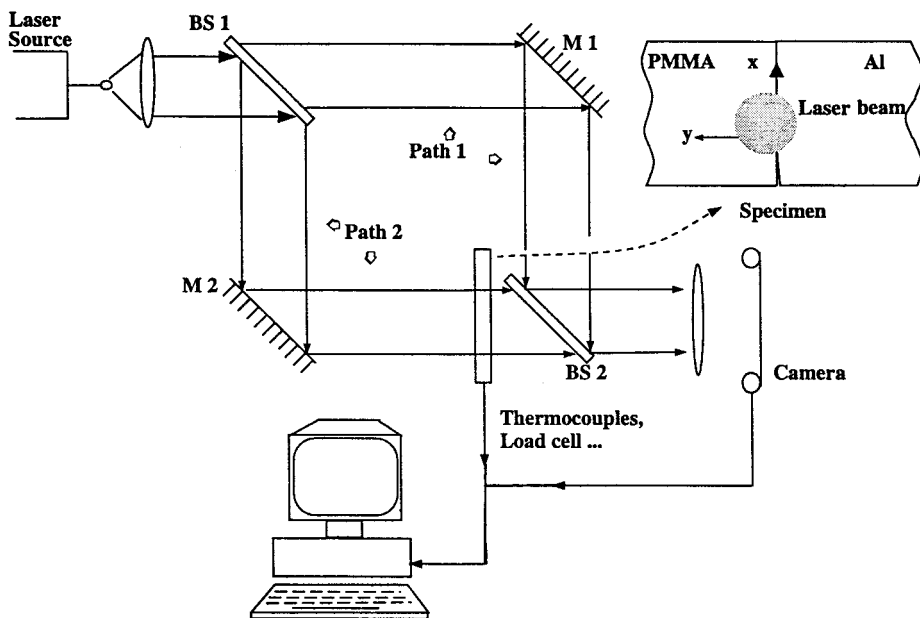 Laser
Source
BS 1
M 1
PMMA x Al
Laser beam
y
Path 1
Specimen
Path 2
M 2
BS 2
Camera
Thermocouples,
Load cell ...